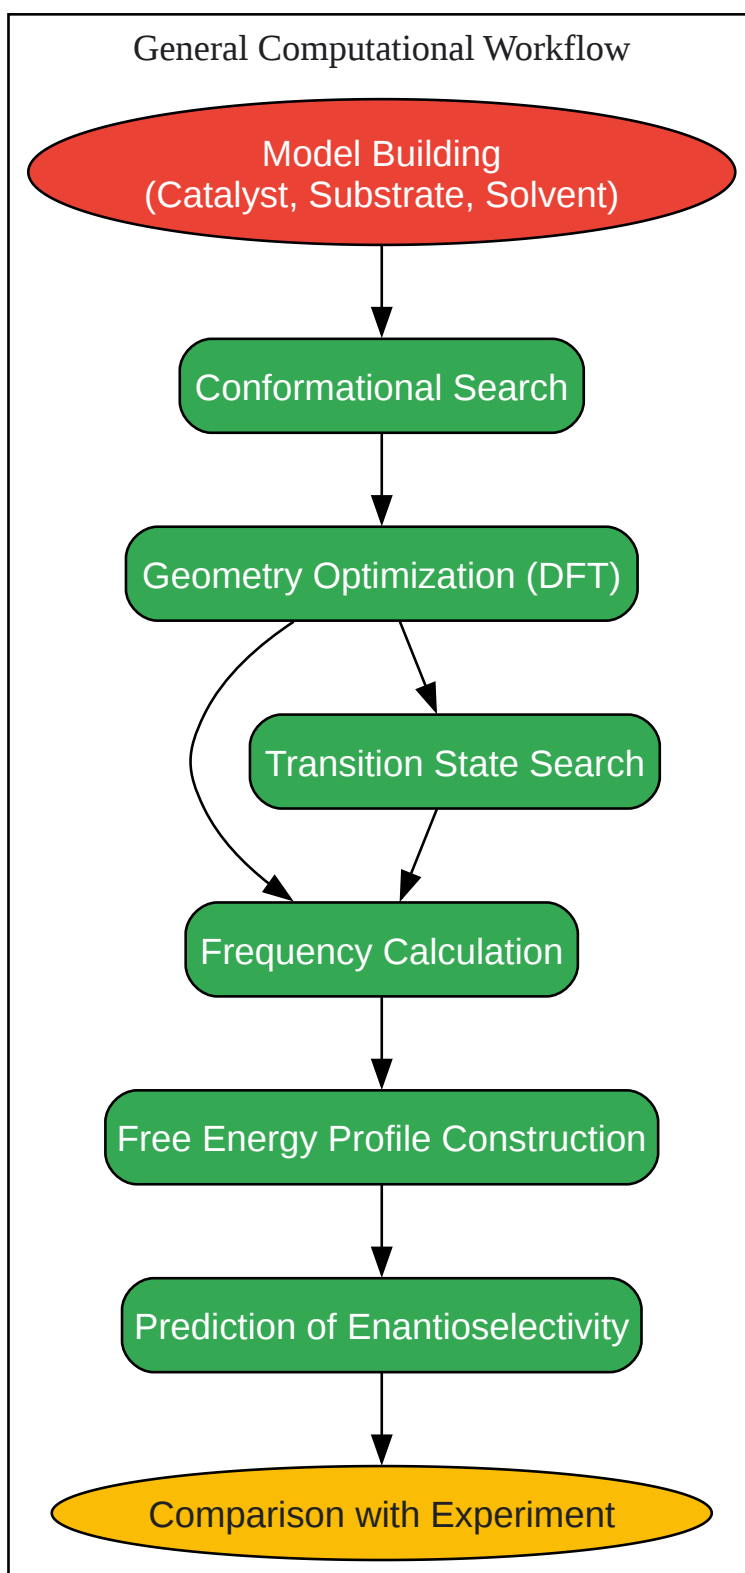 General Computational Workflow
Model Building
(Catalyst, Substrate, Solvent)
Conformational Search
Geometry Optimization (DFT)
Transition State Search
Frequency Calculation
Free Energy Profile Construction
Prediction of Enantioselectivity
Comparison with Experiment